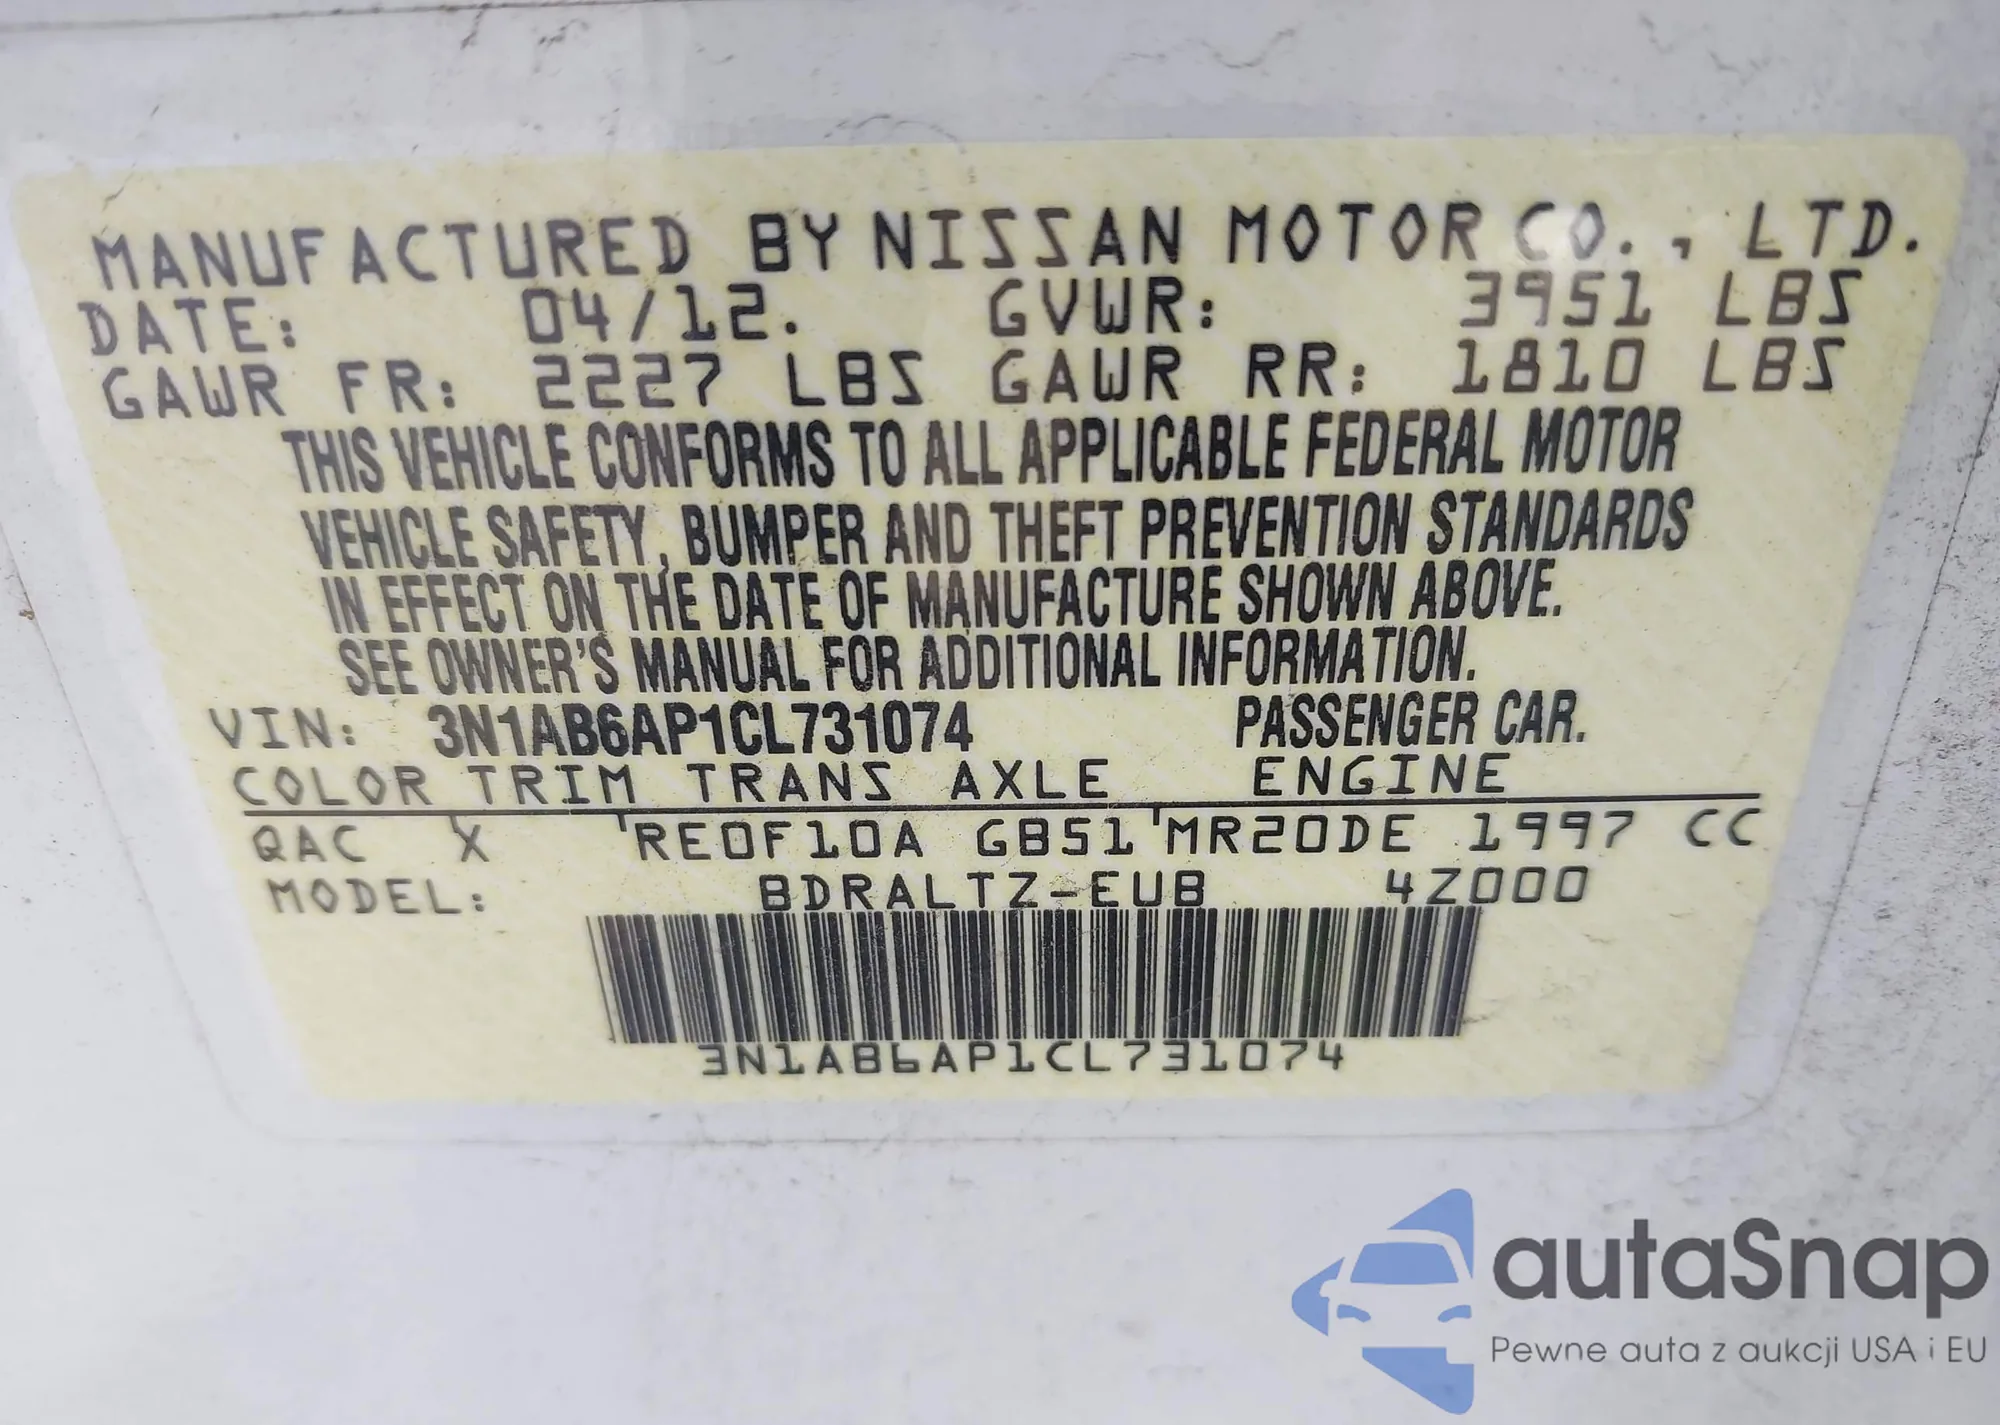 MANUFACTURED BY NISSAN MOTOR CO., LTD.
DATE: 04/12. GVWR: 3951 LBS
GAWR FR: 2227 LBS GAWR RR: 1810 LBS
THIS VEHICLE CONFORMS TO ALL APPLICABLE FEDERAL MOTOR
VEHICLE SAFETY, BUMPER AND THEFT PREVENTION STANDARDS
IN EFFECT ON THE DATE OF MANUFACTURE SHOWN ABOVE.
SEE OWNER'S MANUAL FOR ADDITIONAL INFORMATION.
VIN: 3N1AB6AP1CL731074 PASSENGER CAR.
COLOR TRIM TRANS AXLE ENGINE
QAC X RE0F10A GB51 MR20DE 1997 CC
MODEL: BDRALTZ-EUB 4Z000
3N1AB6AP1CL731074
autaSnap
Pewne auta z aukcji USA i EU